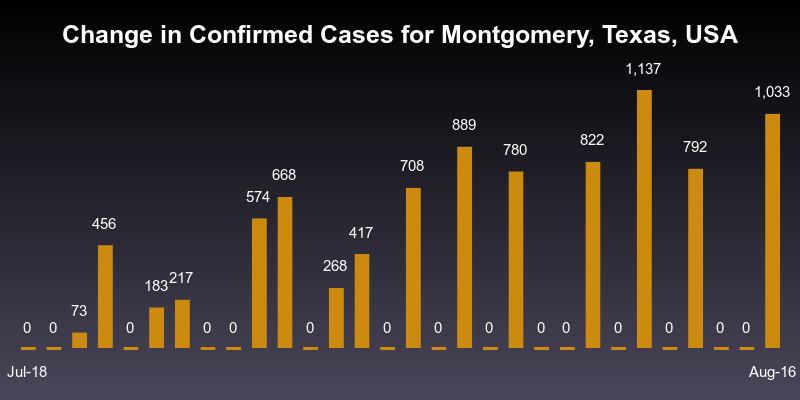 Change in Confirmed Cases for Montgomery, Texas, USA
0 0 73 456 0 183 217 0 0 574 668 0 268 417 0 708 0 889 0 780 0 0 822 0 1,137 0 792 0 0 1,033
Jul-18 Aug-16